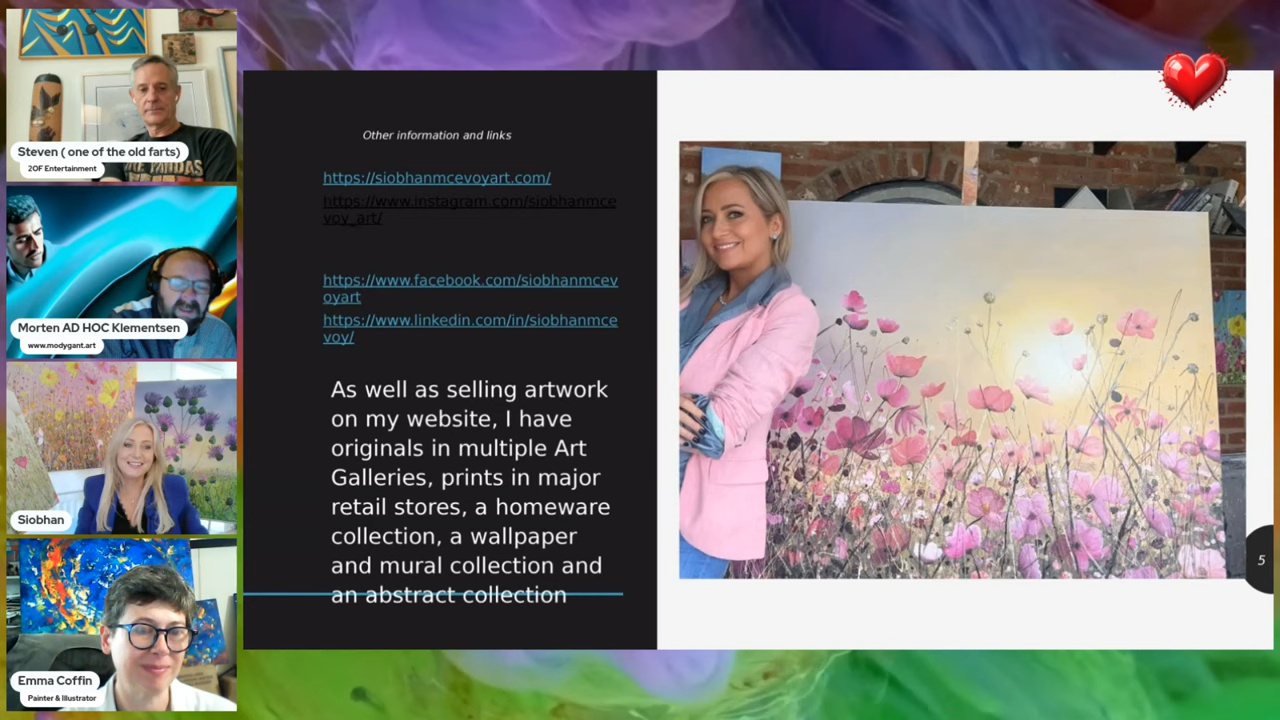 Steven ( one of the old farts)
2OF Entertainment
Morten AD HOC Klementsen
www.modygant.art
Siobhan
Emma Coffin
Painter & Illustrator
Other information and links
https://siobhanmcevoyart.com/
https://www.instagram.com/siobhanmce
voy_art/
https://www.facebook.com/siobhanmcev
oyart
https://www.linkedin.com/in/siobhanmce
voy/
As well as selling artwork
on my website, I have
originals in multiple Art
Galleries, prints in major
retail stores, a homeware
collection, a wallpaper
and mural collection and
an abstract collection
5